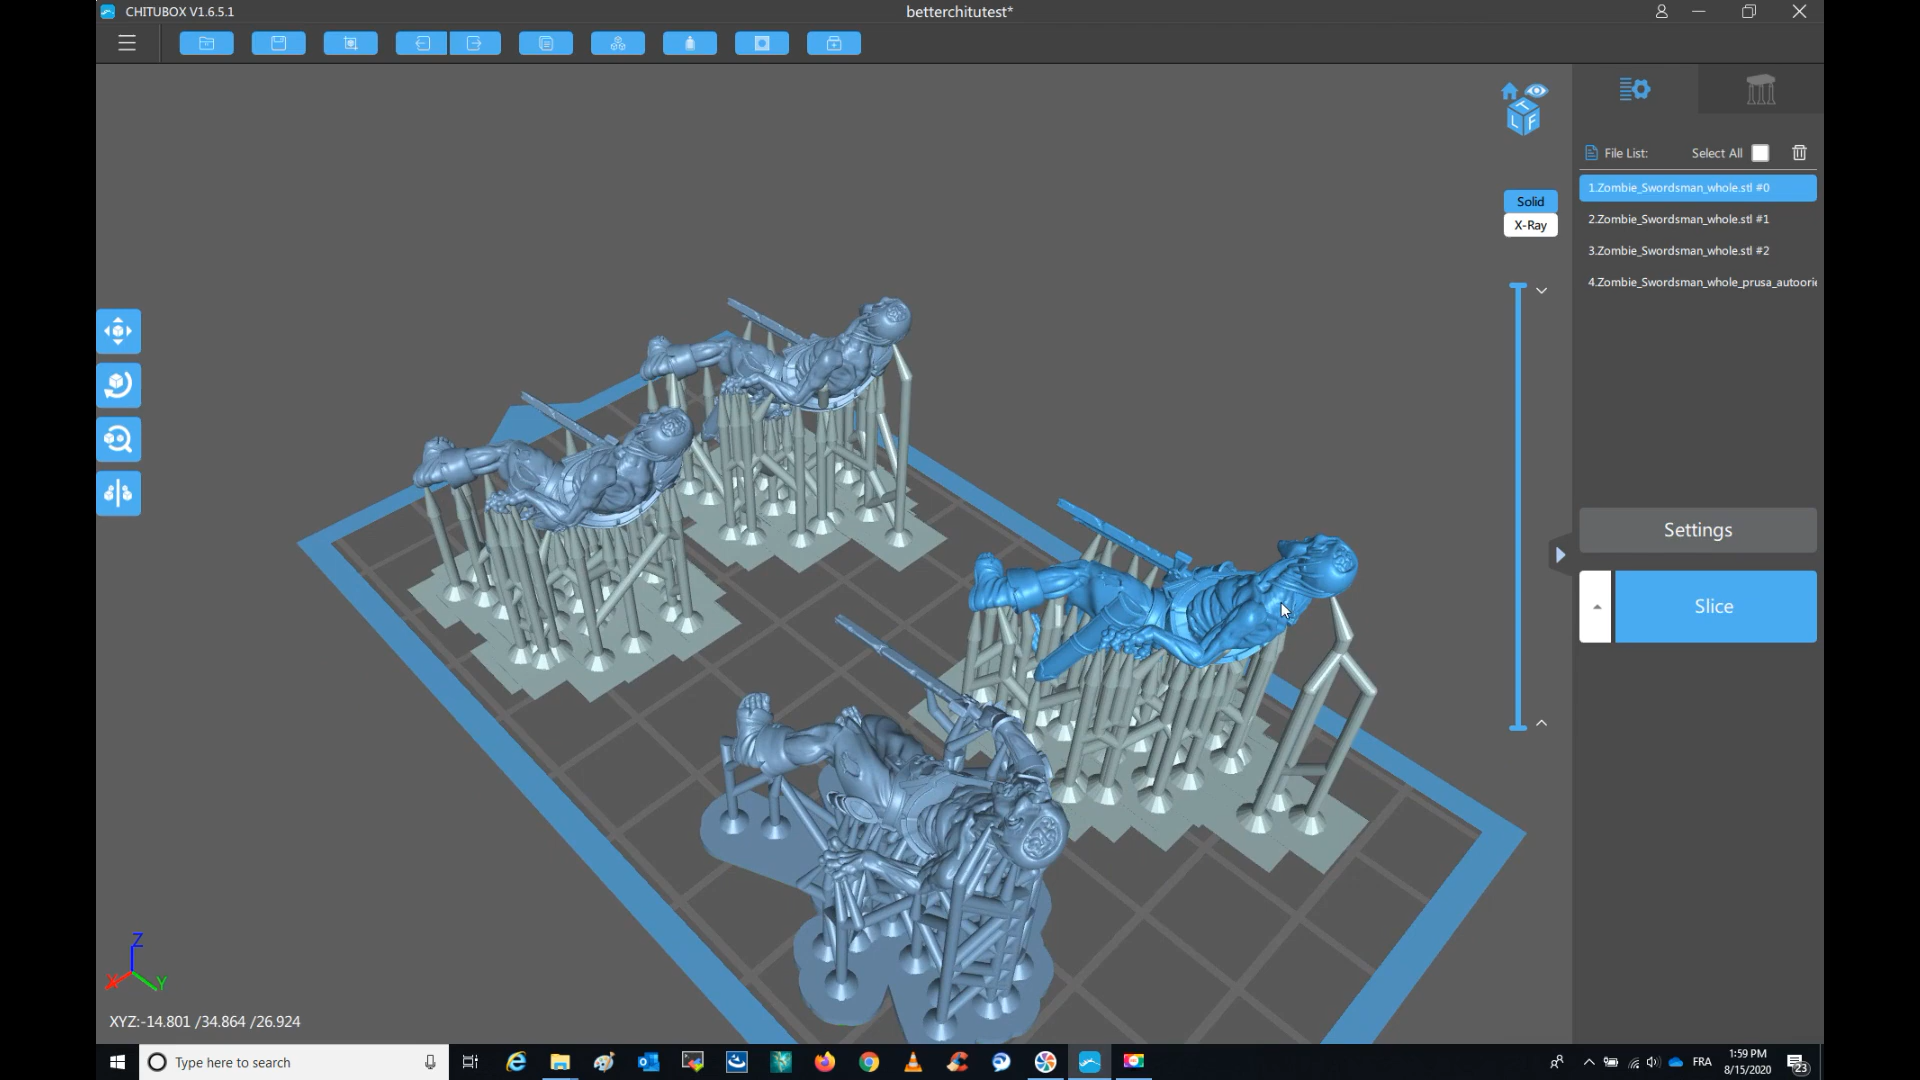 CHITUBOX V1.6.5.1
betterchitutest*
T
L F
File List:
Select All
Solid
X-Ray
1.Zombie_Swordsman_whole.stl #0
2.Zombie_Swordsman_whole.stl #1
3.Zombie_Swordsman_whole.stl #2
4.Zombie_Swordsman_whole_prusa_autoorie
Settings
Slice
Z
X
Y
XYZ:-14.801 /34.864 /26.924
Type here to search
FRA
1:59 PM
8/15/2020
23